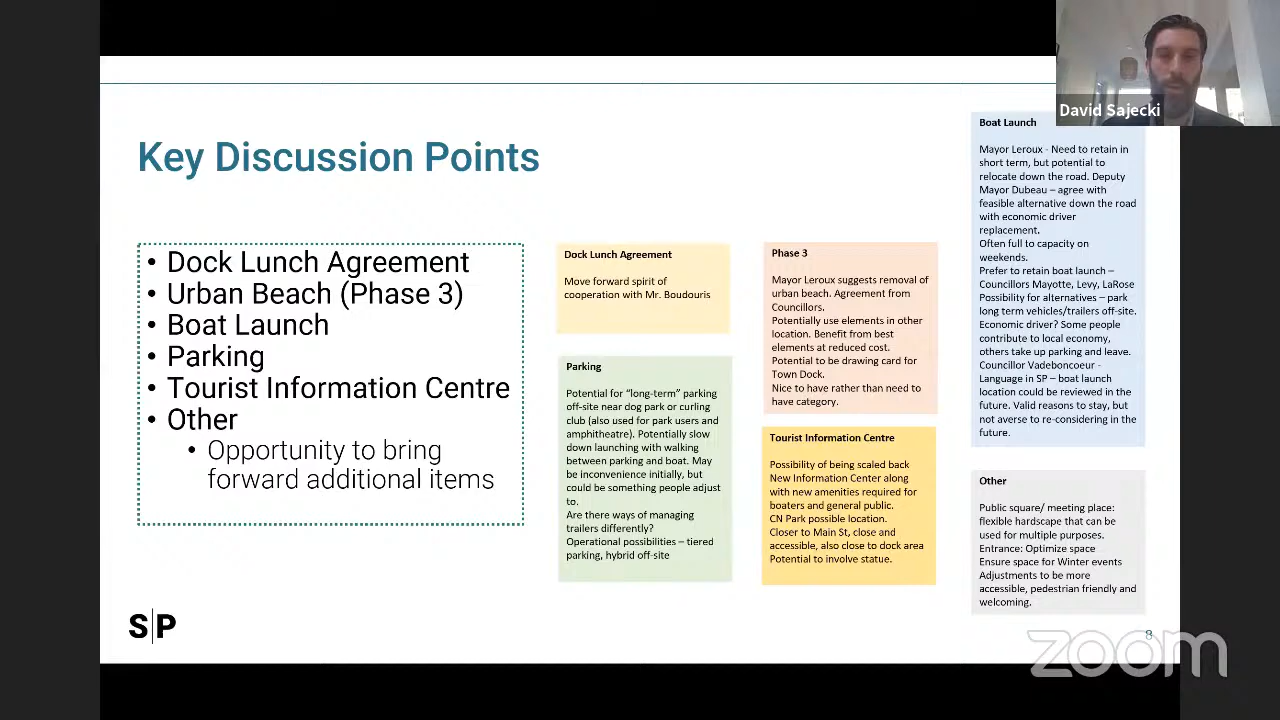 David Sajecki
Key Discussion Points
• Dock Lunch Agreement
• Urban Beach (Phase 3)
• Boat Launch
• Parking
• Tourist Information Centre
• Other
• Opportunity to bring
forward additional items
Dock Lunch Agreement
Move forward spirit of
cooperation with Mr. Boudouris
Parking
Potential for “long-term” parking
off-site near dog park or curling
club (also used for park users and
amphitheatre). Potentially slow
down launching with walking
between parking and boat. May
be inconvenience initially, but
could be something people adjust
to.
Are there ways of managing
trailers differently?
Operational possibilities – tiered
parking, hybrid off-site
Phase 3
Mayor Leroux suggests removal of
urban beach. Agreement from
Councillors.
Potentially use elements in other
location. Benefit from best
elements at reduced cost.
Potential to be drawing card for
Town Dock.
Nice to have rather than need to
have category.
Tourist Information Centre
Possibility of being scaled back
New Information Center along
with new amenities required for
boaters and general public.
CN Park possible location.
Closer to Main St, close and
accessible, also close to dock area
Potential to involve statue.
Boat Launch
Mayor Leroux - Need to retain in
short term, but potential to
relocate down the road. Deputy
Mayor Dubeau – agree with
feasible alternative down the road
with economic driver
replacement.
Often full to capacity on
weekends.
Prefer to retain boat launch –
Councillors Mayotte, Levy, LaRose
Possibility for alternatives – park
long term vehicles/trailers off-site.
Economic driver? Some people
contribute to local economy,
others take up parking and leave.
Councillor Vadeboncoeur -
Language in SP – boat launch
location could be reviewed in the
future. Valid reasons to stay, but
not averse to re-considering in the
future.
Other
Public square/ meeting place:
flexible hardscape that can be
used for multiple purposes.
Entrance: Optimize space
Ensure space for Winter events
Adjustments to be more
accessible, pedestrian friendly and
welcoming.
S|P
8
zoom